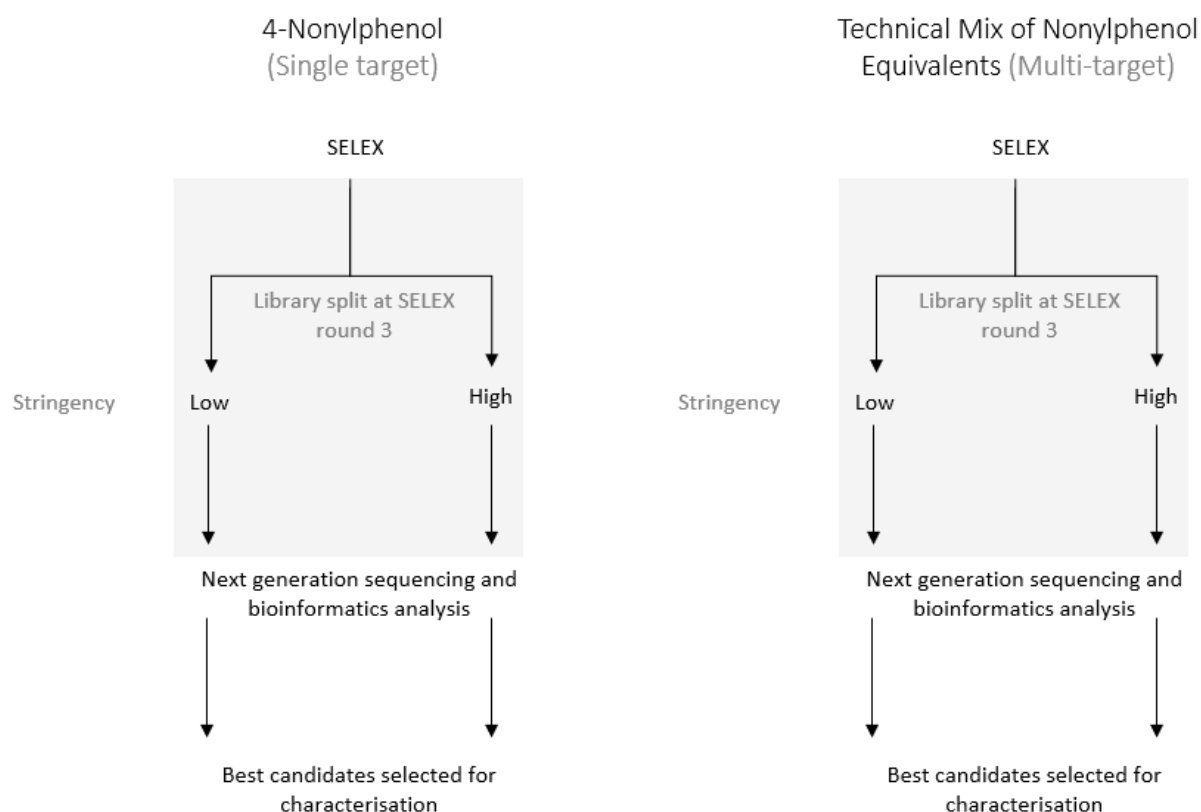 4-Nonylphenol
(Single target)
SELEX
Library split at SELEX
round 3
Stringency
Low
High
Next generation sequencing and
bioinformatics analysis
Best candidates selected for
characterisation
Technical Mix of Nonylphenol
Equivalents (Multi-target)
SELEX
Library split at SELEX
round 3
Stringency
Low
High
Next generation sequencing and
bioinformatics analysis
Best candidates selected for
characterisation